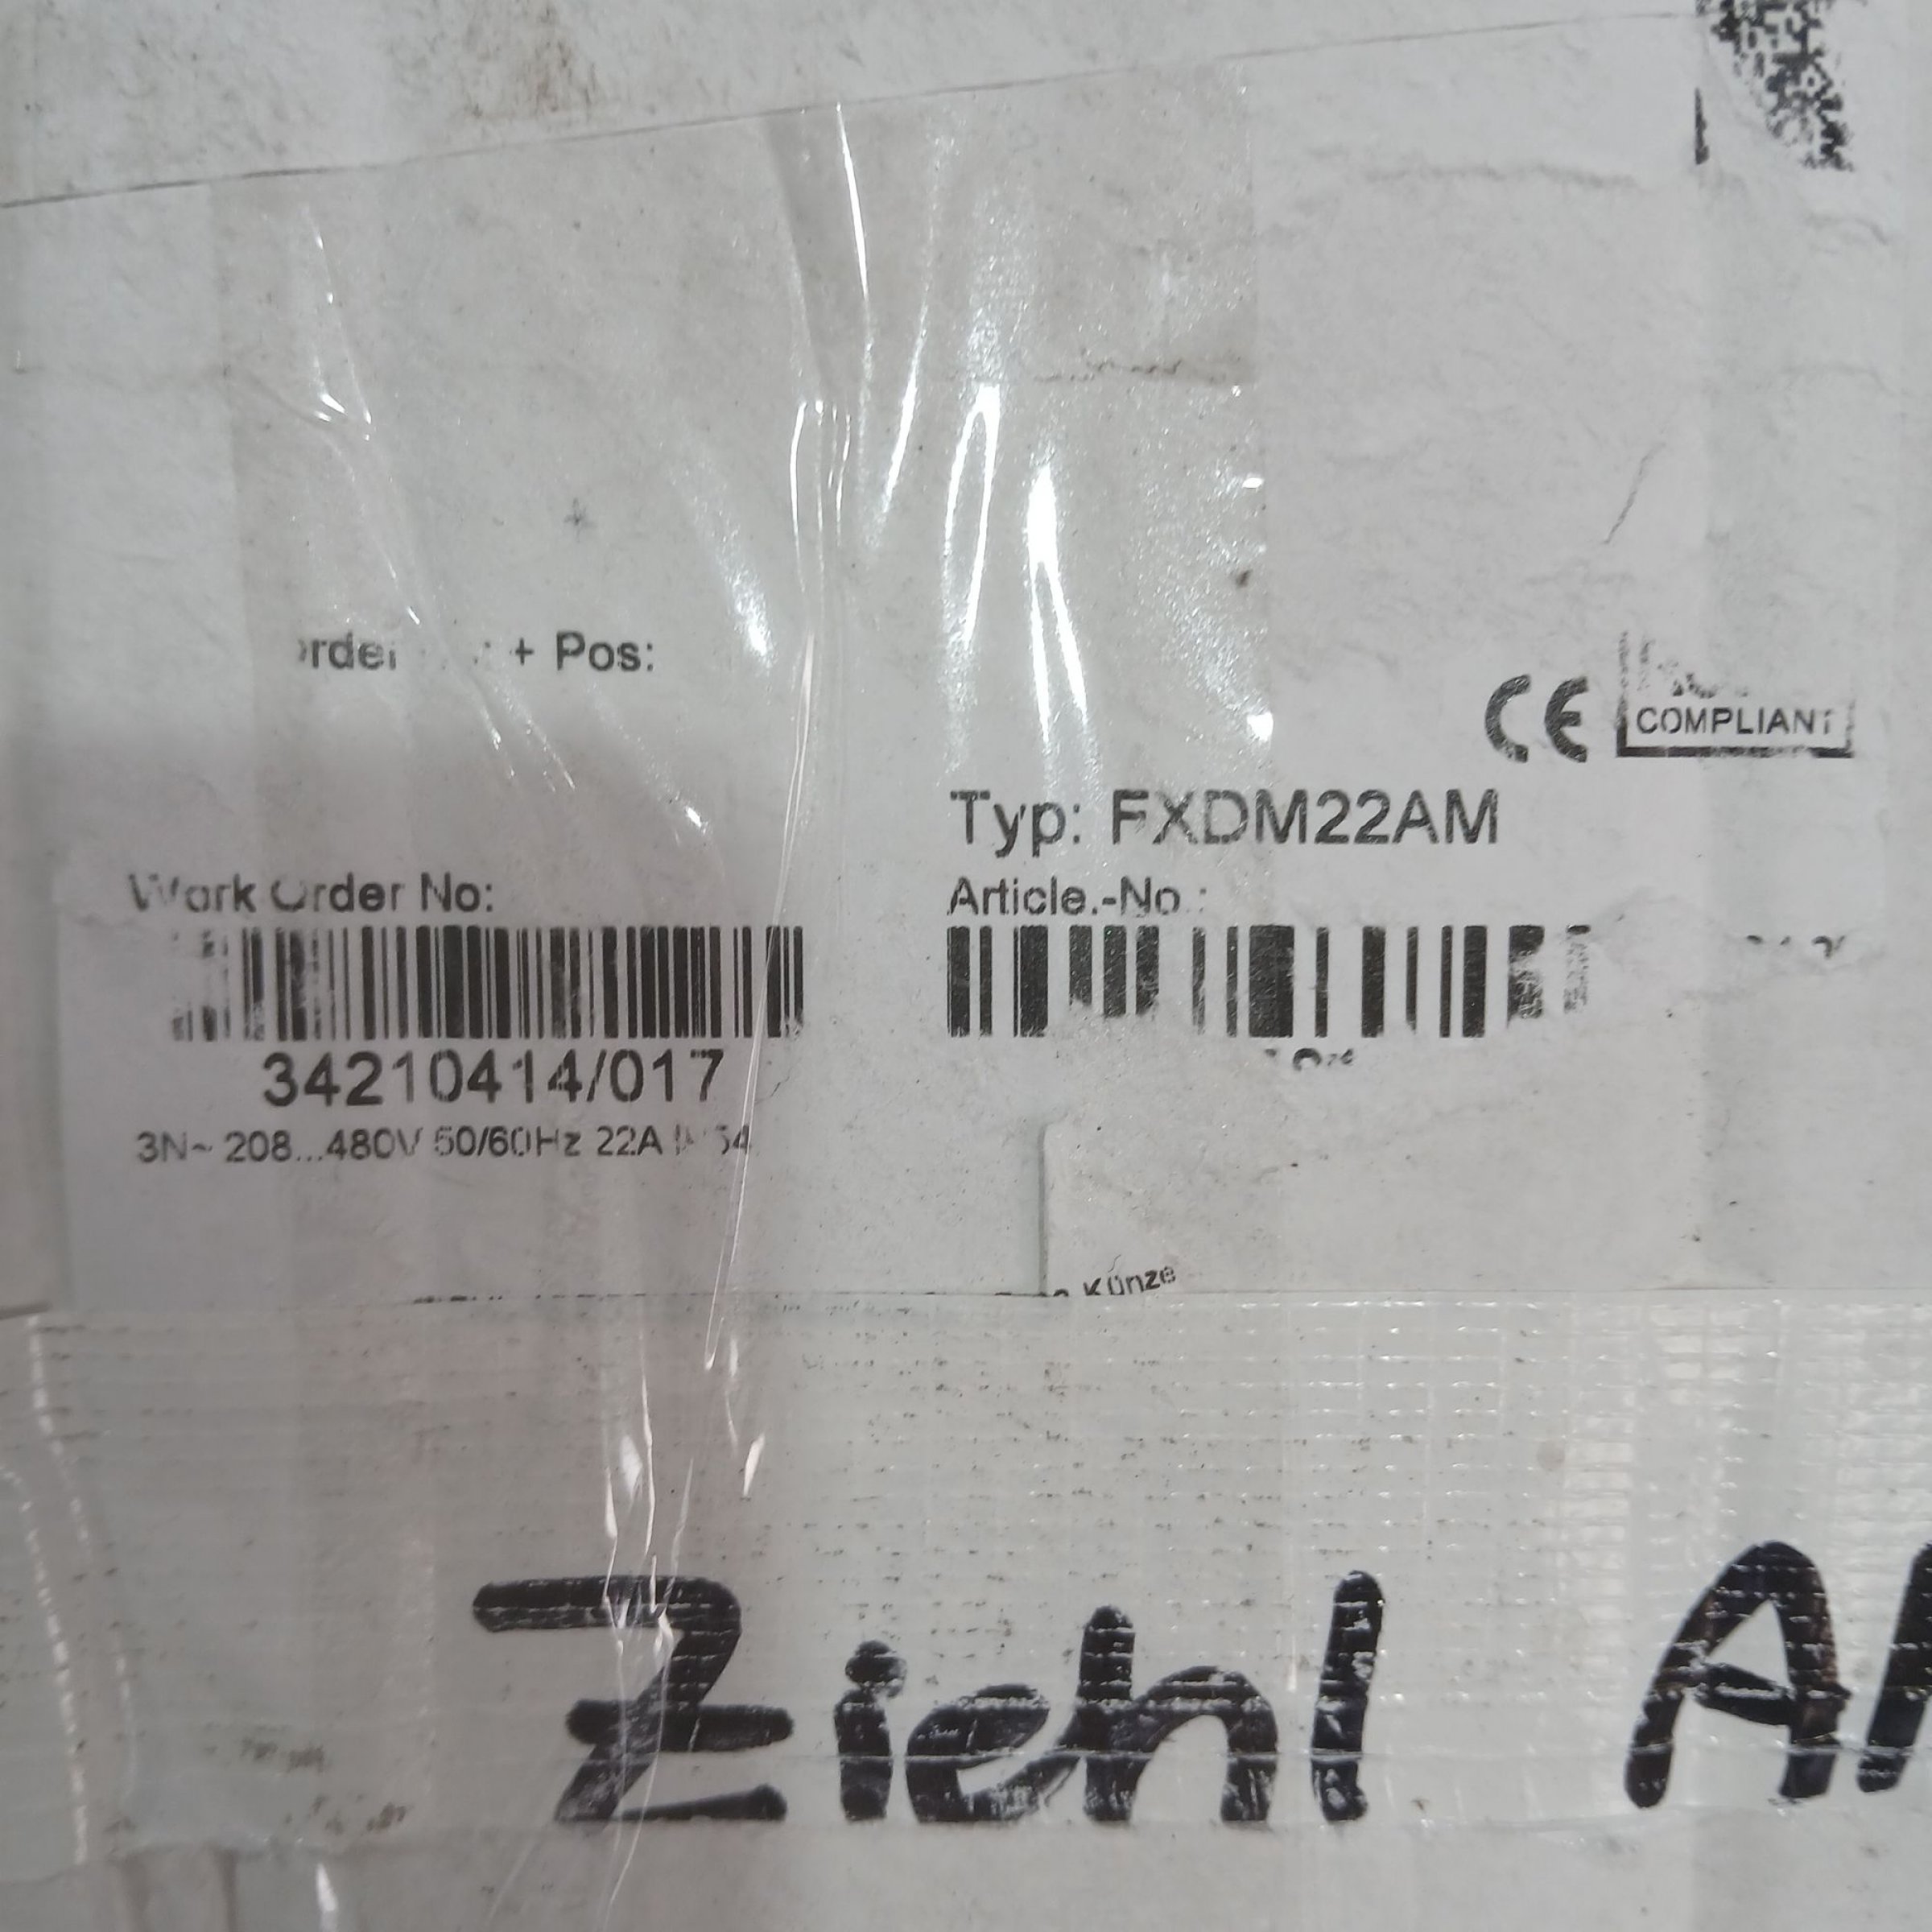 + Pos:
CE COMPLIANT
Typ: FXDM22AM
Work Order No:
Article.-No.:
34210414/017
3N~ 208...480V 50/60Hz 22A
Künze
Ziehl